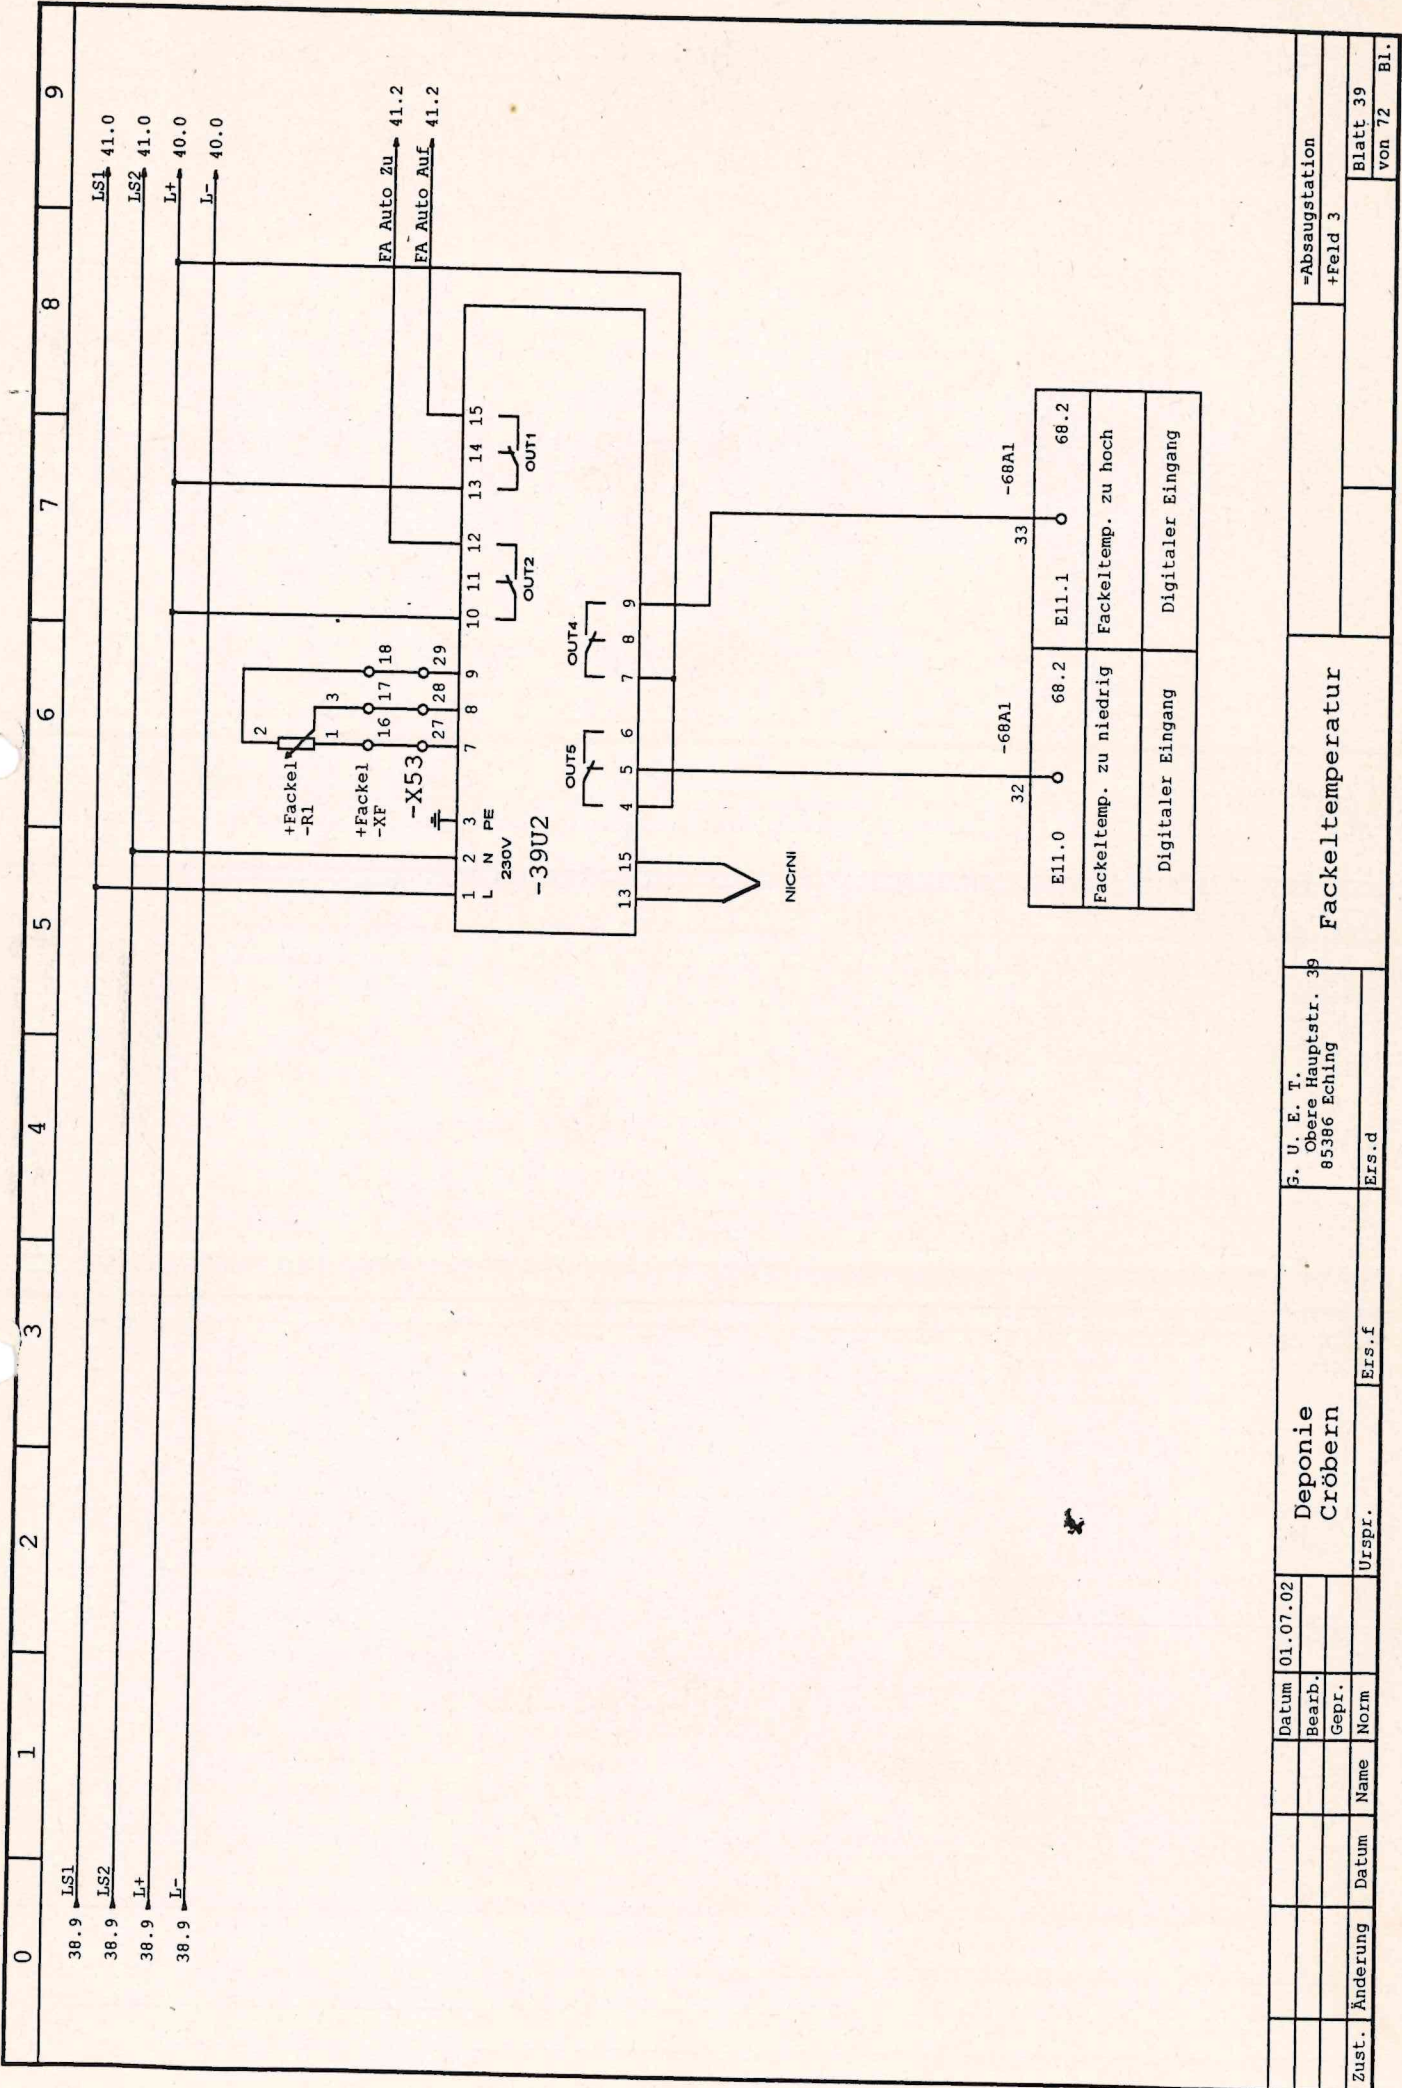 0 1 2 3 4 5 6 7 8 9
38.9 LS1 LS1 41.0
38.9 LS2 LS2 41.0
38.9 L+ L+ 40.0
38.9 L- L- 40.0
FA Auto Zu 41.2
FA Auto Auf 41.2
+Fackel
-R1
2
1 3
+Fackel
-XF
16 17 18
-X53
27 28 29
1 2 3 7 8 9 10 11 12 13 14 15
L N PE
230V
OUT2 OUT1
-39U2
OUT5 OUT4
13 15 4 5 6 7 8 9
NiCrNi
32 -68A1 33 -68A1
E11.0 68.2 E11.1 68.2
Fackeltemp. zu niedrig Fackeltemp. zu hoch
Digitaler Eingang Digitaler Eingang
Datum 01.07.02
Bearb.
Gepr.
Zust. Änderung Datum Name Norm
Deponie
Cröbern
Urspr. Ers.f Ers.d
G. U. E. T.
Obere Hauptstr. 39
85386 Eching
Fackeltemperatur
=Absaugstation
+Feld 3
Blatt 39
von 72 Bl.